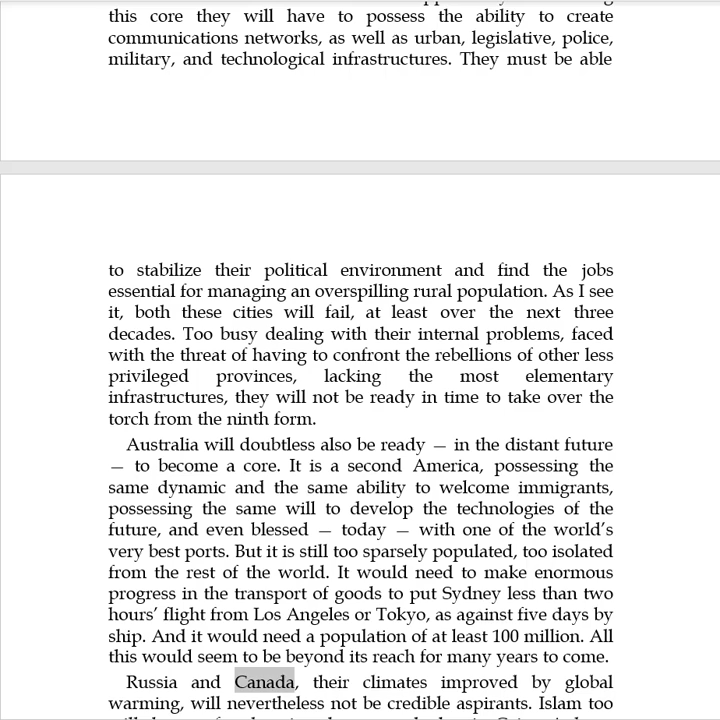 this core they will have to possess the ability to create
communications networks, as well as urban, legislative, police,
military, and technological infrastructures. They must be able
to stabilize their political environment and find the jobs
essential for managing an overspilling rural population. As I see
it, both these cities will fail, at least over the next three
decades. Too busy dealing with their internal problems, faced
with the threat of having to confront the rebellions of other less
privileged provinces, lacking the most elementary
infrastructures, they will not be ready in time to take over the
torch from the ninth form.
Australia will doubtless also be ready — in the distant future
— to become a core. It is a second America, possessing the
same dynamic and the same ability to welcome immigrants,
possessing the same will to develop the technologies of the
future, and even blessed — today — with one of the world’s
very best ports. But it is still too sparsely populated, too isolated
from the rest of the world. It would need to make enormous
progress in the transport of goods to put Sydney less than two
hours’ flight from Los Angeles or Tokyo, as against five days by
ship. And it would need a population of at least 100 million. All
this would seem to be beyond its reach for many years to come.
Russia and Canada, their climates improved by global
warming, will nevertheless not be credible aspirants. Islam too